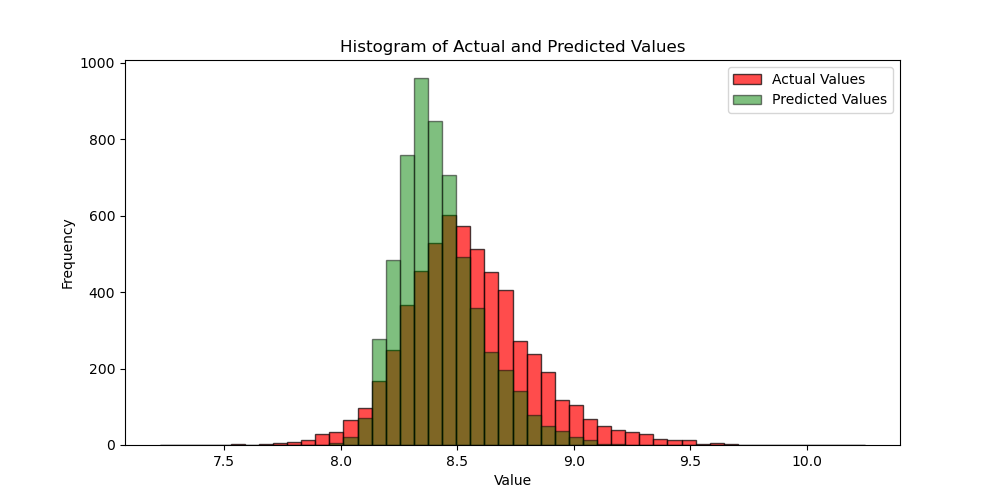 Histogram of Actual and Predicted Values
1000
800
600
400
200
0
Frequency
Actual Values
Predicted Values
7.5 8.0 8.5 9.0 9.5 10.0
Value